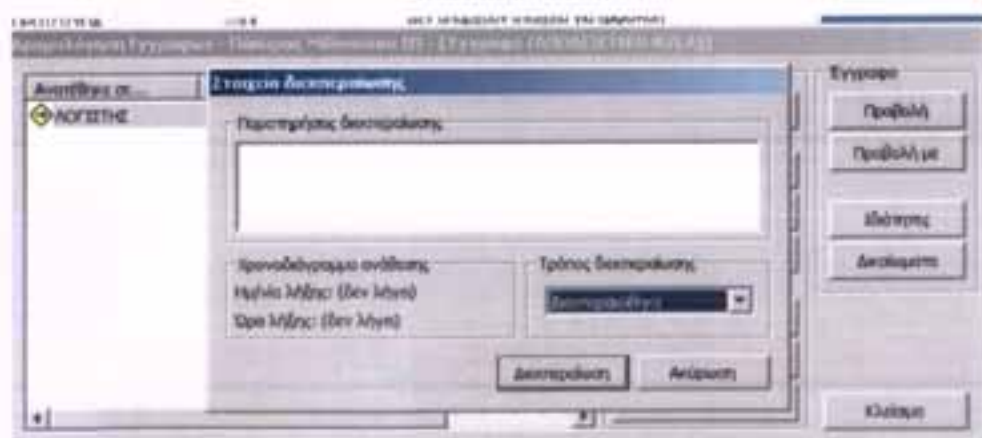 Ανατέθηκε σε...
ΛΟΓΙΣΤΗΣ
Στοιχεία διεκπεραίωσης
Παρατηρήσεις διεκπεραίωσης
Χρονοδιάγραμμα ανάθεσης
Ημ/νία λήξης: (δεν λήγει)
Ώρα λήξης: (δεν λήγει)
Τρόπος διεκπεραίωσης
Διεκπεραιώθηκε
Διεκπεραίωση
Ακύρωση
Έγγραφο
Προβολή
Προβολή με
Ιδιότητες
Δικαιώματα
Κλείσιμο